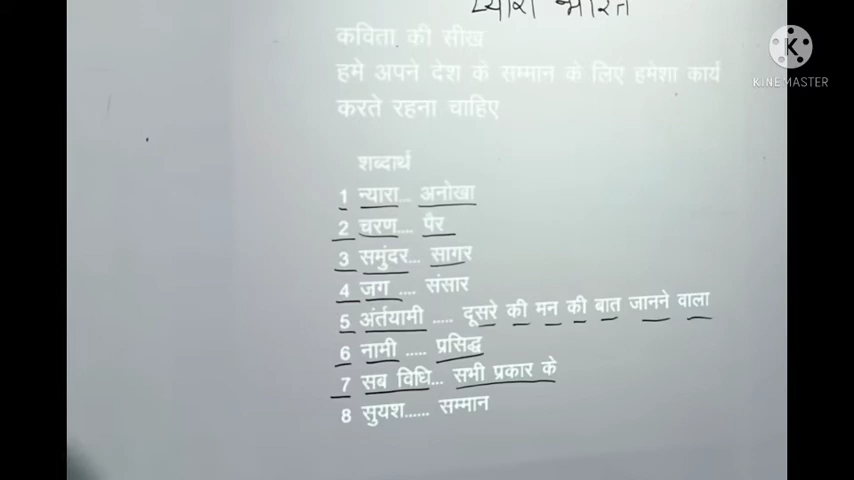 प्यारा भारत
कविता की सीख
हमे अपने देश के सम्मान के लिए हमेशा कार्य
करते रहना चाहिए
KINEMASTER
शब्दार्थ
1 न्यारा... अनोखा
2 चरण.... पैर
3 समुंदर... सागर
4 जग .... संसार
5 अंर्तयामी ..... दूसरे की मन की बात जानने वाला
6 नामी ..... प्रसिद्ध
7 सब विधि... सभी प्रकार के
8 सुयश...... सम्मान